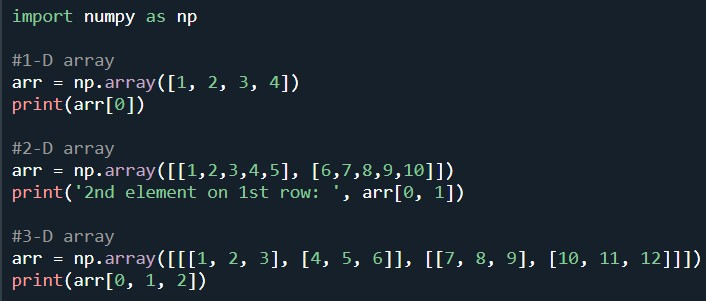 import numpy as np
#1-D array
arr = np.array([1, 2, 3, 4])
print(arr[0])
#2-D array
arr = np.array([[1,2,3,4,5], [6,7,8,9,10]])
print('2nd element on 1st row: ', arr[0, 1])
#3-D array
arr = np.array([[[1, 2, 3], [4, 5, 6]], [[7, 8, 9], [10, 11, 12]]])
print(arr[0, 1, 2])